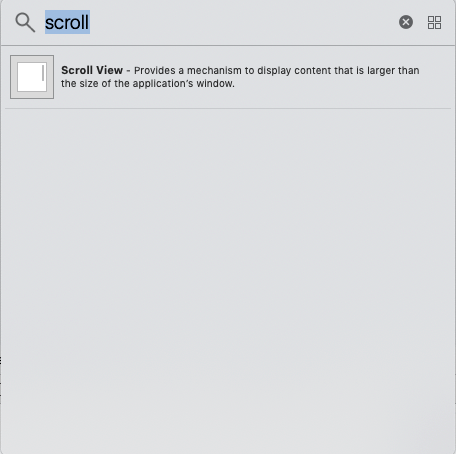 scroll
Scroll View - Provides a mechanism to display content that is larger than
the size of the application's window.